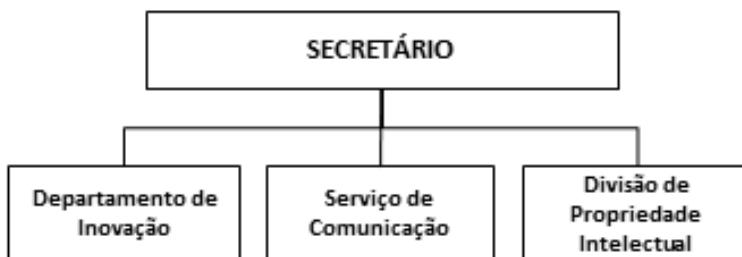 SECRETÁRIO
Departamento de
Inovação
Serviço de
Comunicação
Divisão de
Propriedade
Intelectual